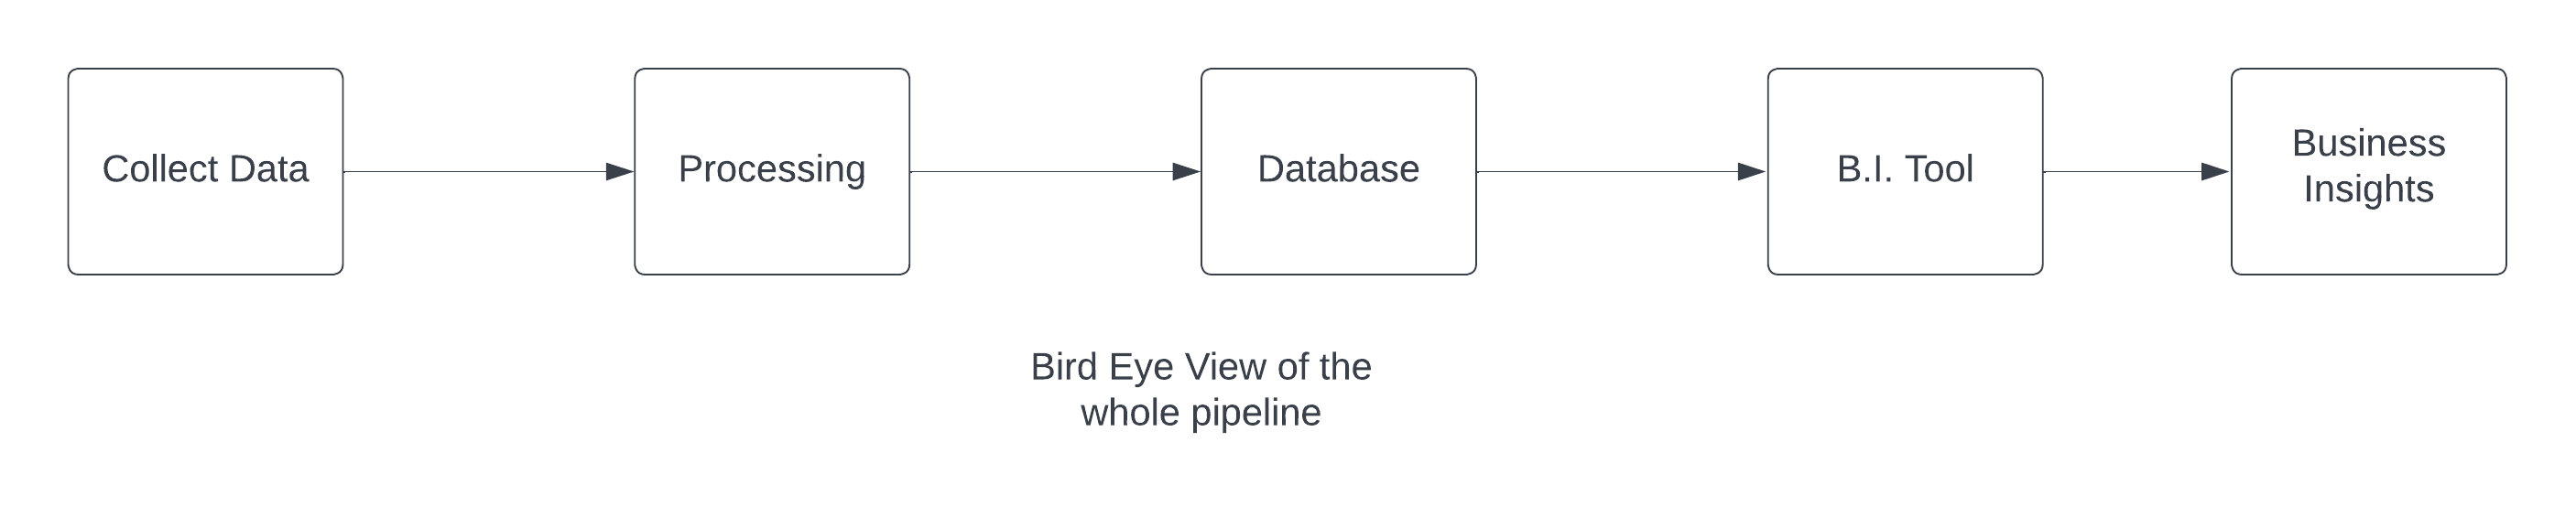 Collect Data
Processing
Database
B.I. Tool
Business
Insights
Bird Eye View of the
whole pipeline